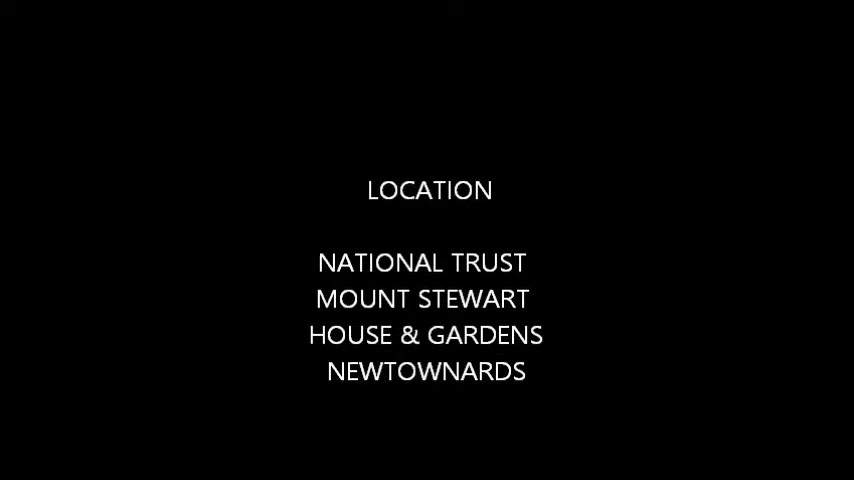 LOCATION
NATIONAL TRUST
MOUNT STEWART
HOUSE & GARDENS
NEWTOWNARDS